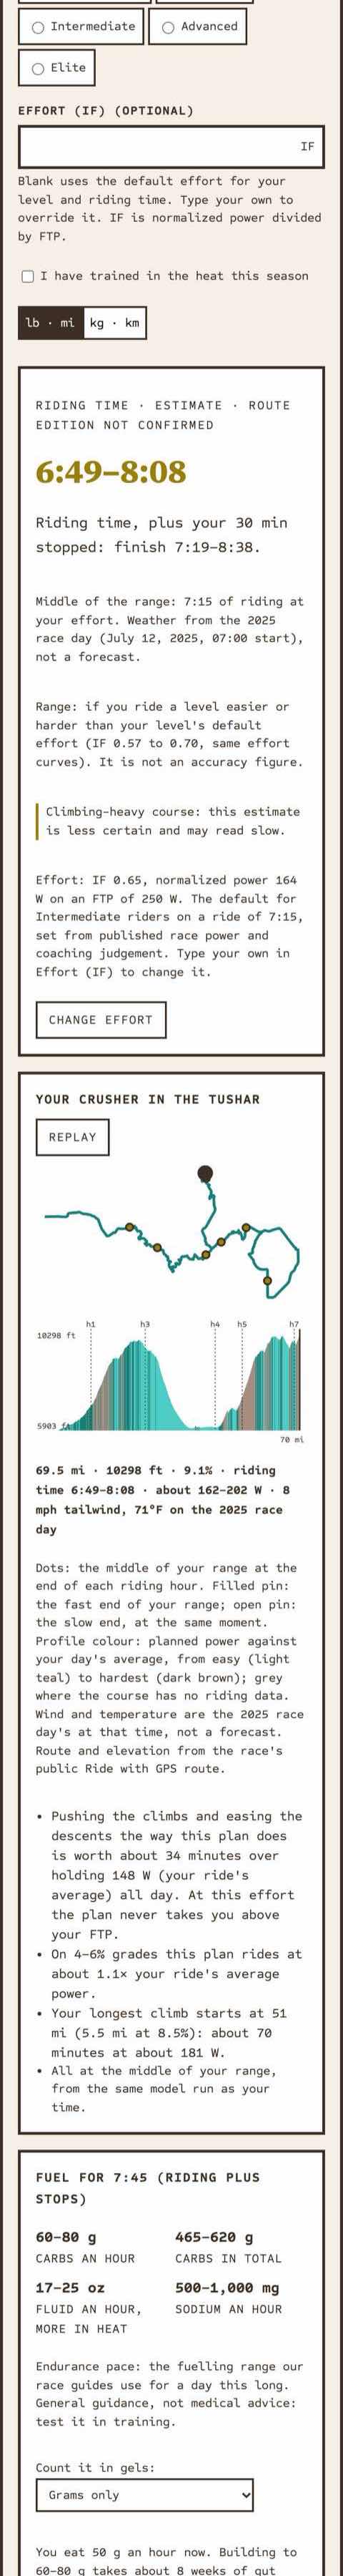 Intermediate
Advanced
Elite
EFFORT (IF) (OPTIONAL)
IF
Blank uses the default effort for your
level and riding time. Type your own to
override it. IF is normalized power divided
by FTP.
I have trained in the heat this season
lb · mi
kg · km
RIDING TIME · ESTIMATE · ROUTE
EDITION NOT CONFIRMED
6:49–8:08
Riding time, plus your 30 min
stopped: finish 7:19–8:38.
Middle of the range: 7:15 of riding at
your effort. Weather from the 2025
race day (July 12, 2025, 07:00 start),
not a forecast.
Range: if you ride a level easier or
harder than your level's default
effort (IF 0.57 to 0.70, same effort
curves). It is not an accuracy figure.
Climbing-heavy course: this estimate
is less certain and may read slow.
Effort: IF 0.65, normalized power 164
W on an FTP of 250 W. The default for
Intermediate riders on a ride of 7:15,
set from published race power and
coaching judgement. Type your own in
Effort (IF) to change it.
CHANGE EFFORT
YOUR CRUSHER IN THE TUSHAR
REPLAY
h1
h3
h4
h5
h7
10298 ft
5903 ft
70 mi
69.5 mi · 10298 ft · 9.1% · riding
time 6:49–8:08 · about 162–202 W · 8
mph tailwind, 71°F on the 2025 race
day
Dots: the middle of your range at the
end of each riding hour. Filled pin:
the fast end of your range; open pin:
the slow end, at the same moment.
Profile colour: planned power against
your day's average, from easy (light
teal) to hardest (dark brown); grey
where the course has no riding data.
Wind and temperature are the 2025 race
day's at that time, not a forecast.
Route and elevation from the race's
public Ride with GPS route.
• Pushing the climbs and easing the
descents the way this plan does
is worth about 34 minutes over
holding 148 W (your ride's
average) all day. At this effort
the plan never takes you above
your FTP.
• On 4–6% grades this plan rides at
about 1.1× your ride's average
power.
• Your longest climb starts at 51
mi (5.5 mi at 8.5%): about 70
minutes at about 181 W.
• All at the middle of your range,
from the same model run as your
time.
FUEL FOR 7:45 (RIDING PLUS
STOPS)
60–80 g
CARBS AN HOUR
465–620 g
CARBS IN TOTAL
17–25 oz
FLUID AN HOUR,
MORE IN HEAT
500–1,000 mg
SODIUM AN HOUR
Endurance pace: the fuelling range our
race guides use for a day this long.
General guidance, not medical advice:
test it in training.
Count it in gels:
Grams only
You eat 50 g an hour now. Building to
60–80 g takes about 8 weeks of gut